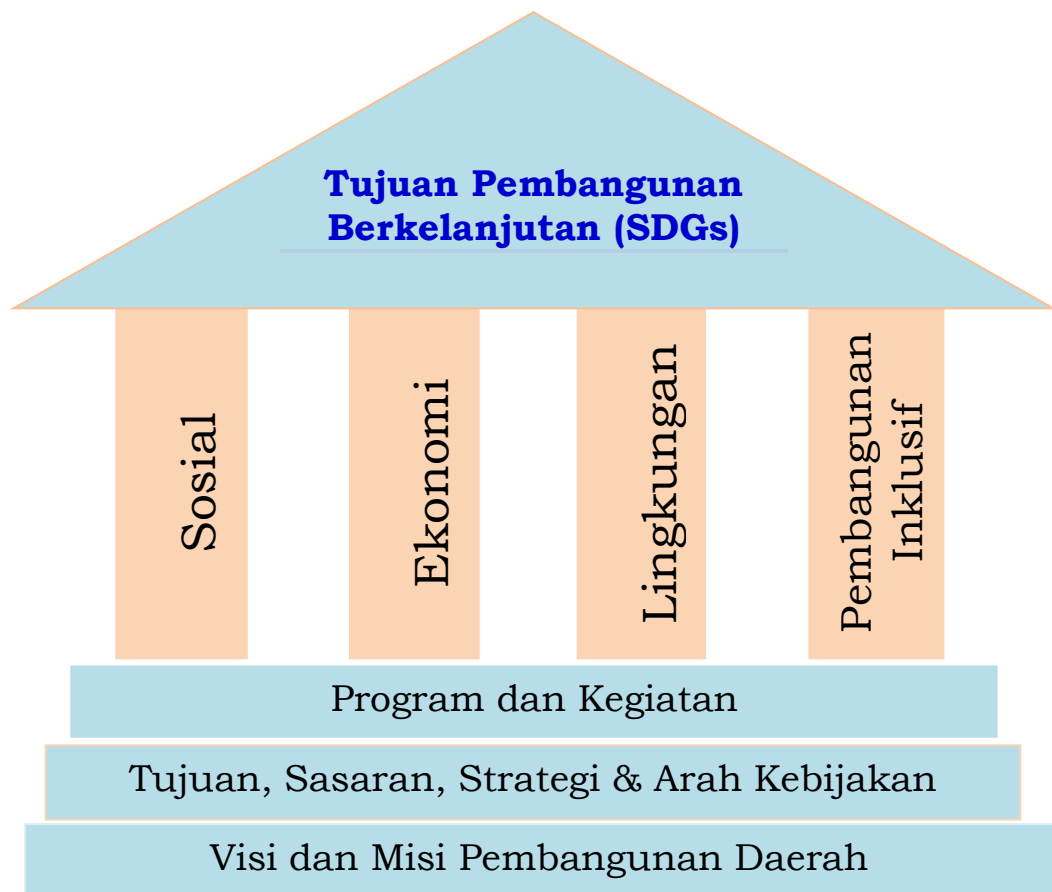 Tujuan Pembangunan
Berkelanjutan (SDGs)
Sosial
Ekonomi
Lingkungan
Pembangunan
Inklusif
Program dan Kegiatan
Tujuan, Sasaran, Strategi & Arah Kebijakan
Visi dan Misi Pembangunan Daerah